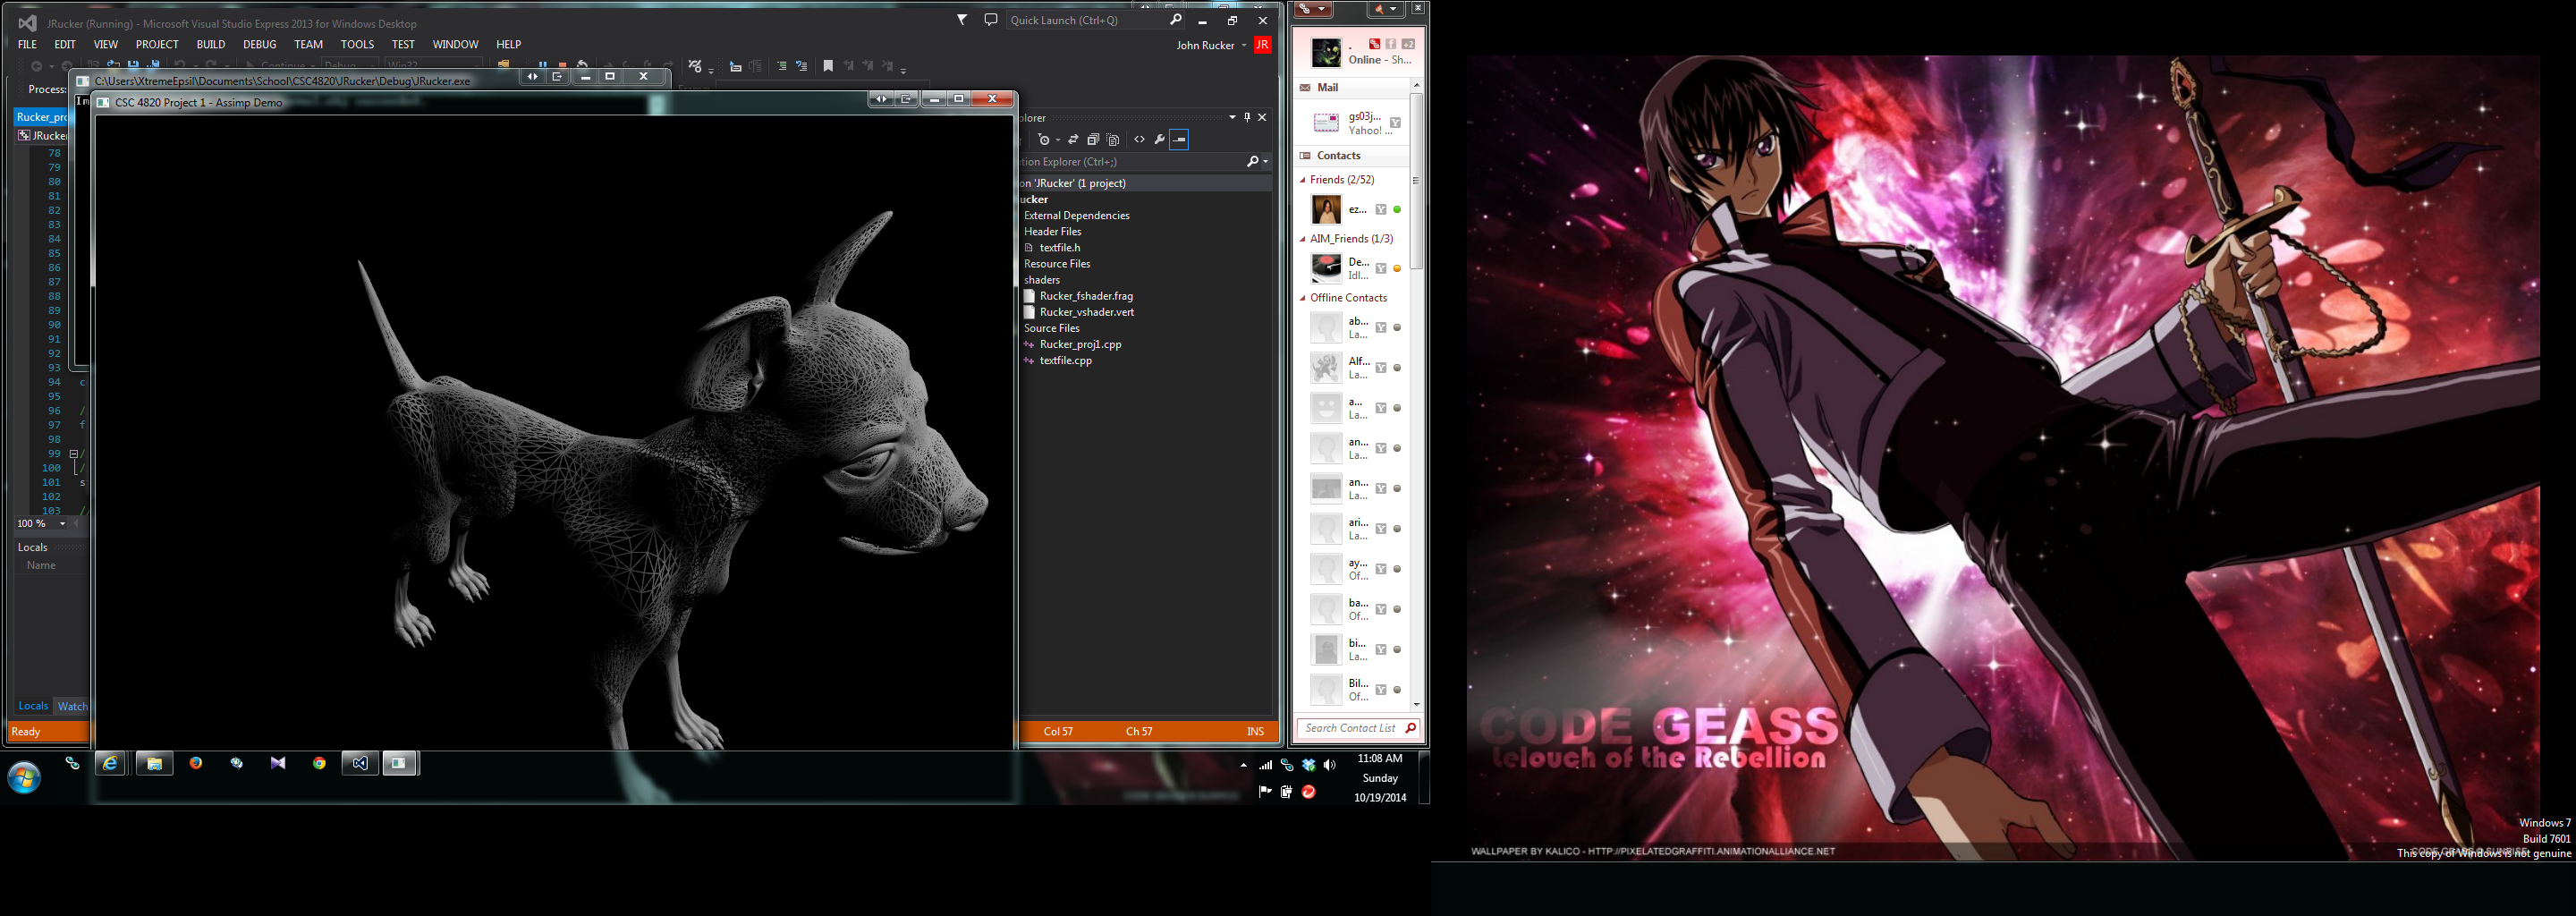 JRucker (Running) - Microsoft Visual Studio Express 2013 for Windows Desktop
Quick Launch (Ctrl+Q)
FILE EDIT VIEW PROJECT BUILD DEBUG TEAM TOOLS TEST WINDOW HELP
John Rucker JR
Continue Debug Win32
Process:
C:\Users\XtremeEpsil\Documents\School\CSC4820\JRucker\Debug\JRucker.exe
Im succeeded.
CSC 4820 Project 1 - Assimp Demo
Rucker_pro
JRucker
78
79
80
81
82
83
84
85
86
87
88
89
90
91
92
93
94 c
95
96 /
97 f
98
99 /
100 /
101 s
102
103 //
100 %
Locals
Name
Locals Watch
Ready
Col 57 Ch 57 INS
lorer
ution Explorer (Ctrl+;)
on 'JRucker' (1 project)
ucker
External Dependencies
Header Files
textfile.h
Resource Files
shaders
Rucker_fshader.frag
Rucker_vshader.vert
Source Files
Rucker_proj1.cpp
textfile.cpp
. +2
Online - Sh...
Mail
gs03j...
Yahoo! ...
Contacts
Friends (2/52)
ez...
AIM_Friends (1/3)
De...
Idl...
Offline Contacts
ab...
La...
Alf...
La...
a...
La...
an...
La...
an...
La...
ari...
La...
ay...
Of...
ba...
Of...
bi...
La...
Bil...
Of...
Search Contact List
11:08 AM
Sunday
10/19/2014
CODE GEASS
Lelouch of the Rebellion
WALLPAPER BY KALICO - HTTP://PIXELATEDGRAFFITI.ANIMATIONALLIANCE.NET
CODE GEASS © SUNRISE
Windows 7
Build 7601
This copy of Windows is not genuine